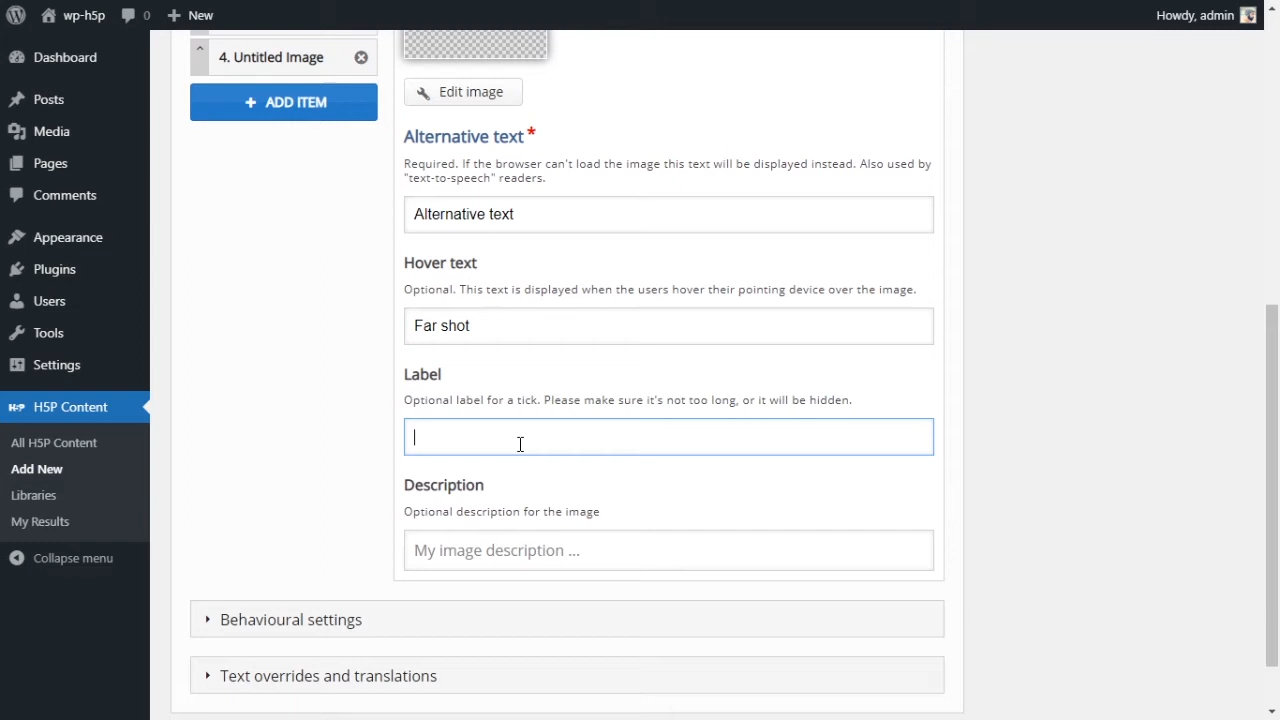 wp-h5p 0 New Howdy, admin
Dashboard
Posts
Media
Pages
Comments
Appearance
Plugins
Users
Tools
Settings
H5P H5P Content
All H5P Content
Add New
Libraries
My Results
Collapse menu
4. Untitled Image
+ ADD ITEM
Edit image
Alternative text *
Required. If the browser can't load the image this text will be displayed instead. Also used by
"text-to-speech" readers.
Alternative text
Hover text
Optional. This text is displayed when the users hover their pointing device over the image.
Far shot
Label
Optional label for a tick. Please make sure it's not too long, or it will be hidden.
Description
Optional description for the image
My image description ...
Behavioural settings
Text overrides and translations